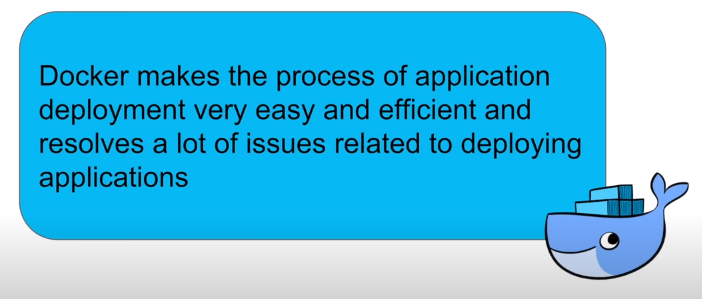 Docker makes the process of application
deployment very easy and efficient and
resolves a lot of issues related to deploying
applications